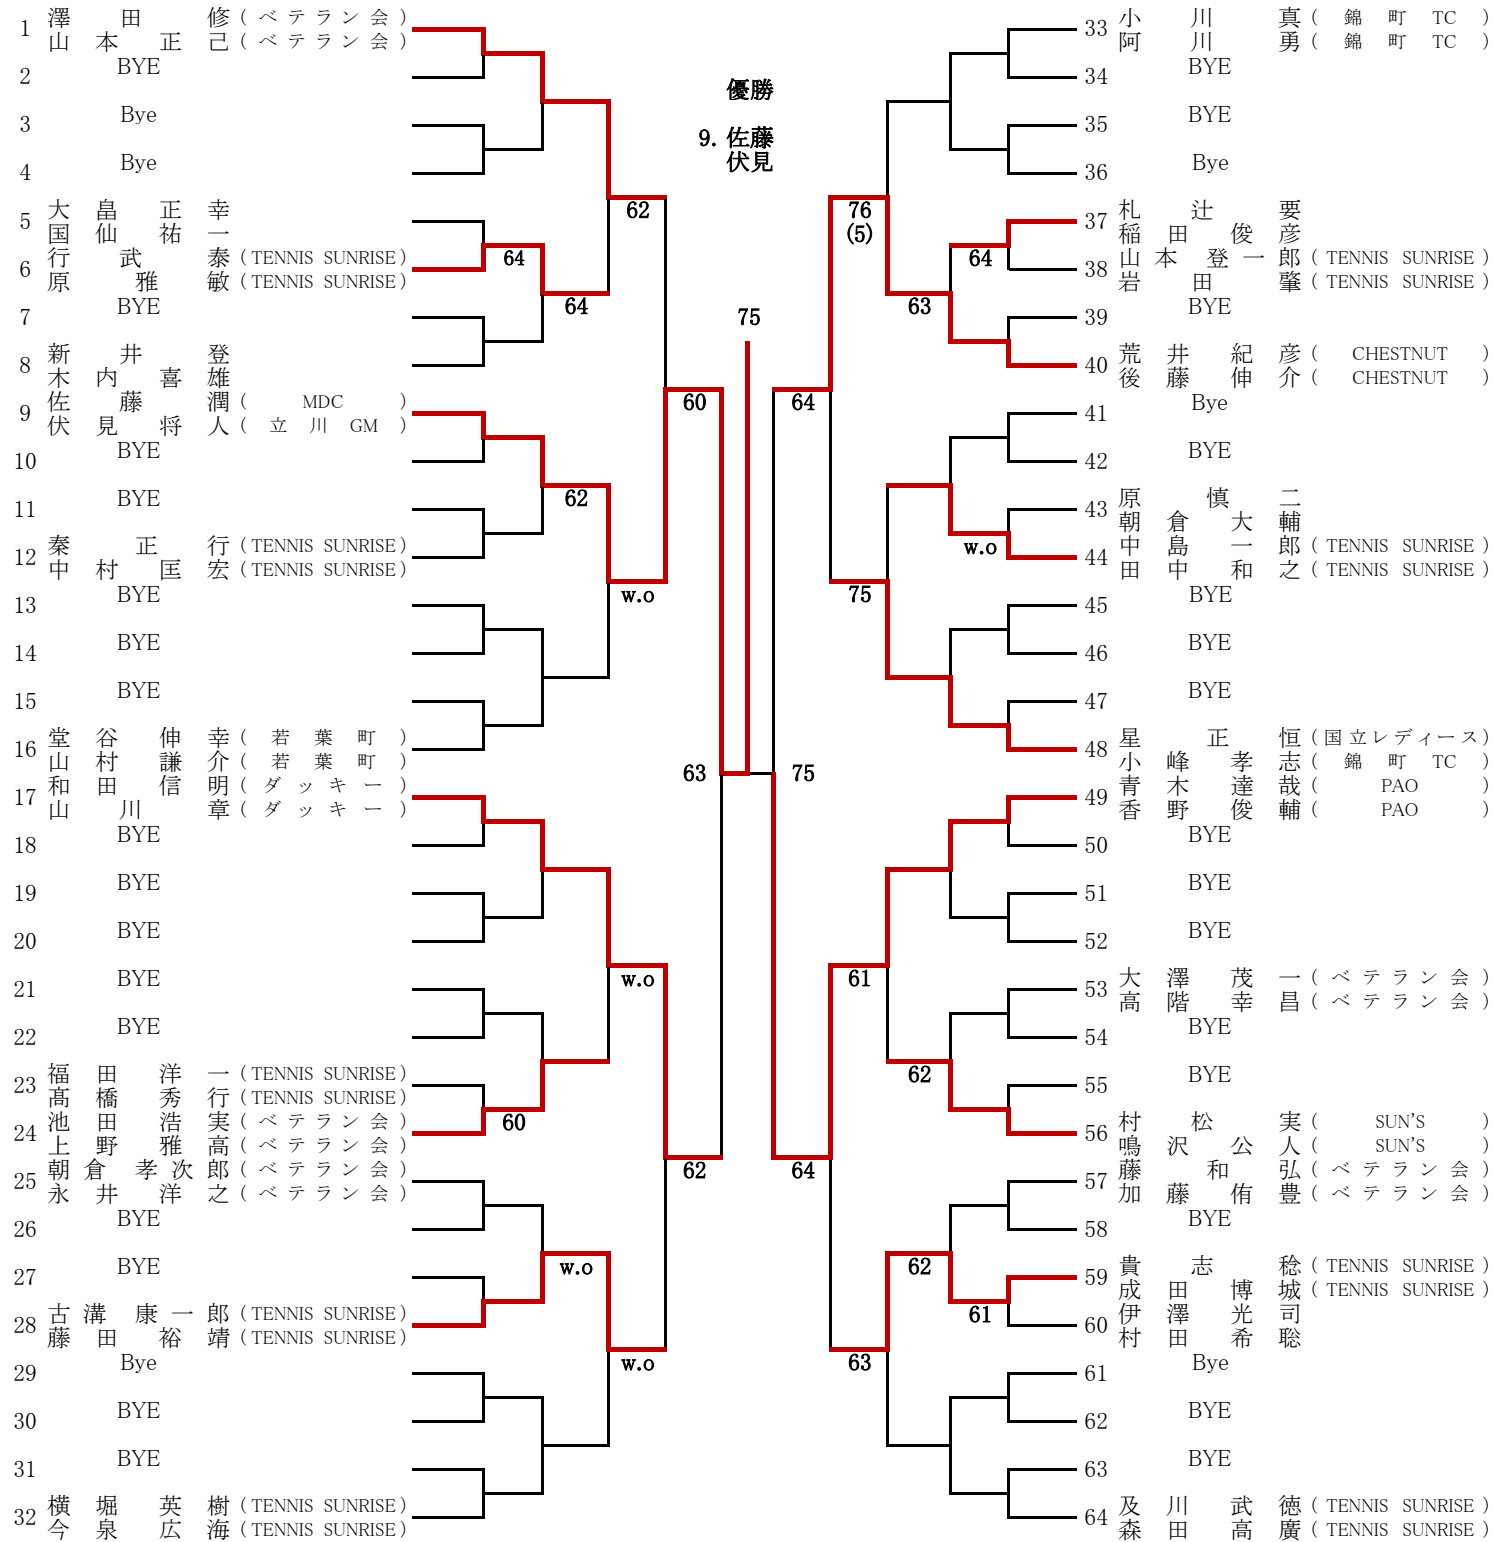 1 澤田 修 (ベテラン会)
山本 正己 (ベテラン会)
2 BYE
3 Bye
4 Bye
5 大畠 正幸
国仙 祐一
6 行武 泰 (TENNIS SUNRISE)
原 雅敏 (TENNIS SUNRISE)
7 BYE
8 新井 登
木内 喜雄
9 佐藤 潤 (MDC)
伏見 将人 (立川 GM)
10 BYE
11 BYE
12 秦 正行 (TENNIS SUNRISE)
中村 匡宏 (TENNIS SUNRISE)
13 BYE
14 BYE
15 BYE
16 堂谷 伸幸 (若葉町)
山村 謙介 (若葉町)
17 和田 信明 (ダッキー)
山川 章 (ダッキー)
18 BYE
19 BYE
20 BYE
21 BYE
22 BYE
23 福田 洋一 (TENNIS SUNRISE)
髙橋 秀行 (TENNIS SUNRISE)
24 池田 浩実 (ベテラン会)
上野 雅高 (ベテラン会)
25 朝倉 孝次郎 (ベテラン会)
永井 洋之 (ベテラン会)
26 BYE
27 BYE
28 古溝 康一郎 (TENNIS SUNRISE)
藤田 裕靖 (TENNIS SUNRISE)
29 Bye
30 BYE
31 BYE
32 横堀 英樹 (TENNIS SUNRISE)
今泉 広海 (TENNIS SUNRISE)
64
64
62
60
w.o
62
62
w.o
60
w.o
w.o
62
63
優勝
9. 佐藤
伏見
75
75
76
(5)
64
75
61
64
63
64
63
w.o
62
62
61
33 小川 真 (錦町 TC)
阿川 勇 (錦町 TC)
34 BYE
35 BYE
36 Bye
37 札辻 要
稲田 俊彦
38 山本 登一郎 (TENNIS SUNRISE)
岩田 肇 (TENNIS SUNRISE)
39 BYE
40 荒井 紀彦 (CHESTNUT)
後藤 伸介 (CHESTNUT)
41 Bye
42 BYE
43 原 慎二
朝倉 大輔
44 中島 一郎 (TENNIS SUNRISE)
田中 和之 (TENNIS SUNRISE)
45 BYE
46 BYE
47 BYE
48 星 正恒 (国立レディース)
小峰 孝志 (錦町 TC)
49 青木 達哉 (PAO)
香野 俊輔 (PAO)
50 BYE
51 BYE
52 BYE
53 大澤 茂一 (ベテラン会)
高階 幸昌 (ベテラン会)
54 BYE
55 BYE
56 村松 実 (SUN'S)
鳴沢 公人 (SUN'S)
57 藤 和弘 (ベテラン会)
加藤 侑豊 (ベテラン会)
58 BYE
59 貴志 稔 (TENNIS SUNRISE)
成田 博城 (TENNIS SUNRISE)
60 伊澤 光司
村田 希聡
61 Bye
62 BYE
63 BYE
64 及川 武徳 (TENNIS SUNRISE)
森田 高廣 (TENNIS SUNRISE)